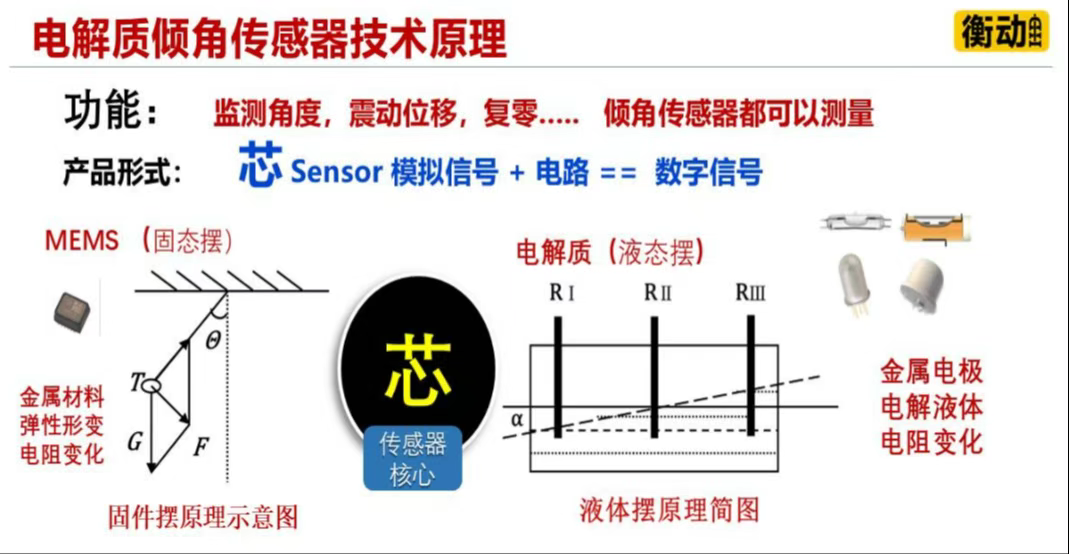 电解质倾角传感器技术原理
衡动
功能： 监测角度，震动位移，复零….. 倾角传感器都可以测量
产品形式： 芯 Sensor 模拟信号 + 电路 == 数字信号
MEMS （固态摆）
θ
T
G
F
金属材料
弹性形变
电阻变化
固件摆原理示意图
芯
传感器
核心
电解质（液态摆）
R I
R II
RIII
α
液体摆原理简图
金属电极
电解液体
电阻变化